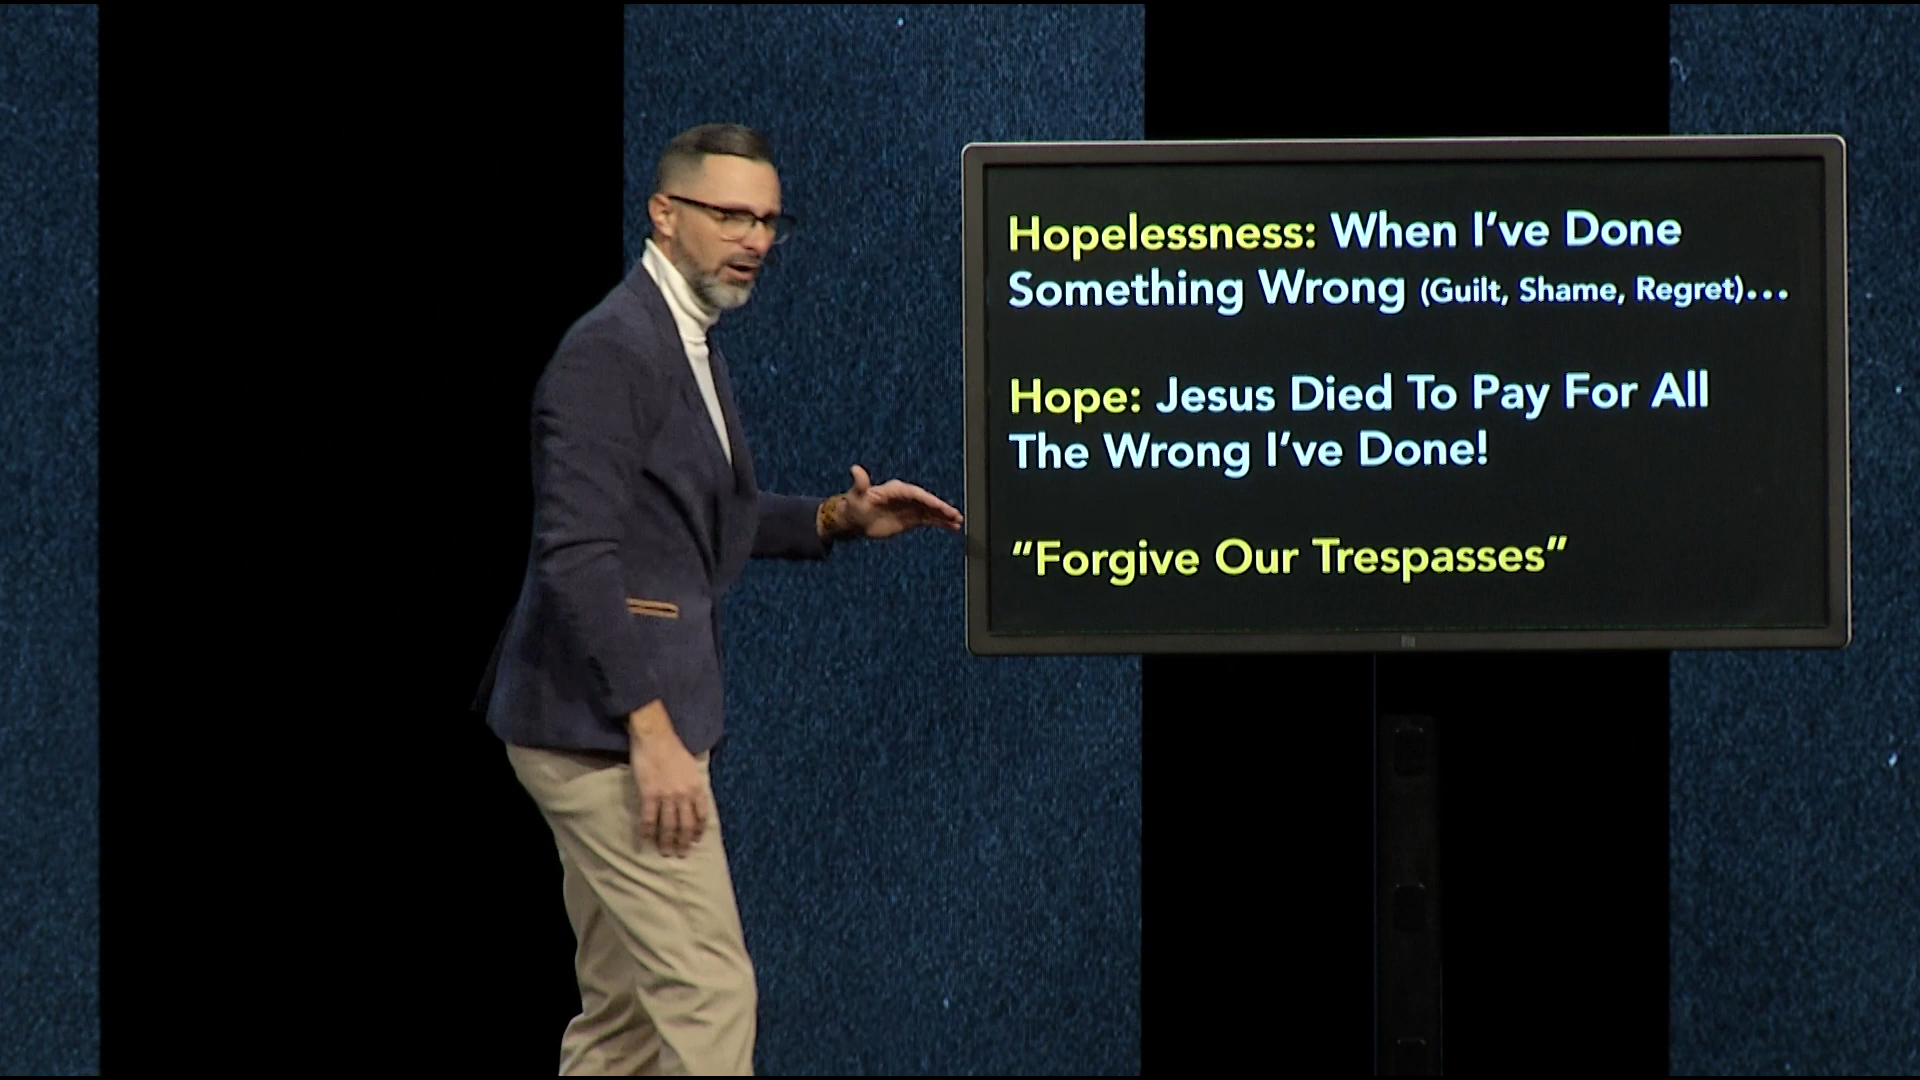 Hopelessness: When I’ve Done
Something Wrong (Guilt, Shame, Regret)...
Hope: Jesus Died To Pay For All
The Wrong I’ve Done!
“Forgive Our Trespasses”